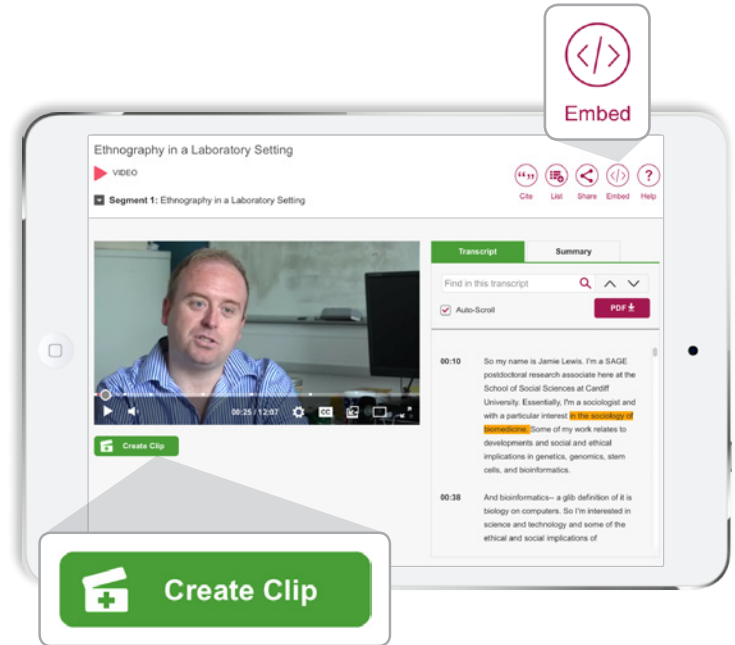 Embed
Ethnography in a Laboratory Setting
VIDEO
Segment 1: Ethnography in a Laboratory Setting
Cite
List
Share
Embed
Help
Transcript
Summary
Find in this transcript
Auto-Scroll
PDF
00:25 / 12:07
CC
Create Clip
00:10
So my name is Jamie Lewis. I'm a SAGE
postdoctoral research associate here at the
School of Social Sciences at Cardiff
University. Essentially, I'm a sociologist and
with a particular interest in the sociology of
biomedicine. Some of my work relates to
developments and social and ethical
implications in genetics, genomics, stem
cells, and bioinformatics.
00:38
And bioinformatics-- a glib definition of it is
biology on computers. So I'm interested in
science and technology and some of the
ethical and social implications of
Create Clip